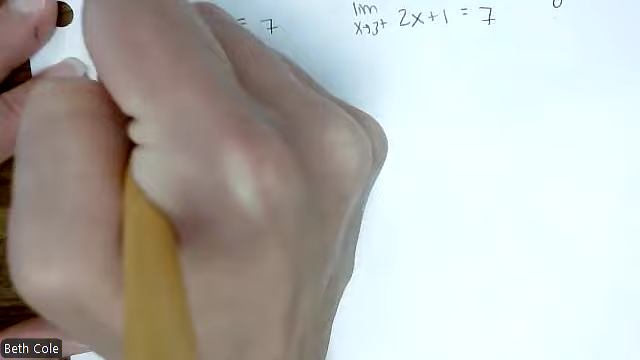 = 7
lim
x→3⁺ 2x+1 = 7
Beth Cole